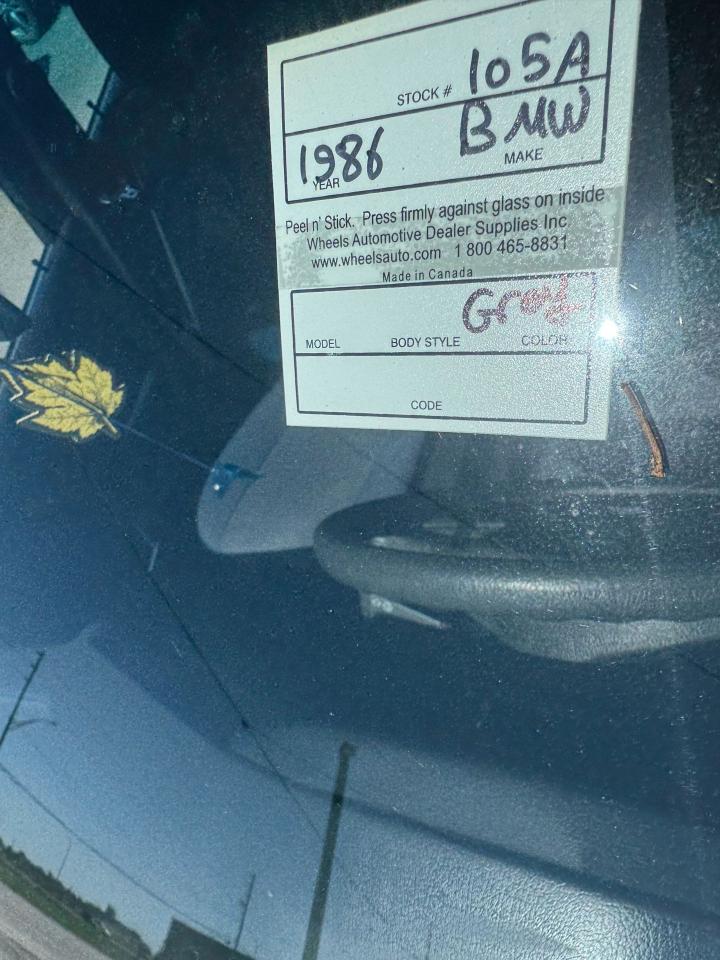 STOCK # 105A
1986 BMW
YEAR MAKE
Peel n' Stick. Press firmly against glass on inside
Wheels Automotive Dealer Supplies Inc
www.wheelsauto.com 1 800 465-8831
Made in Canada
Grey
MODEL BODY STYLE COLOR
CODE